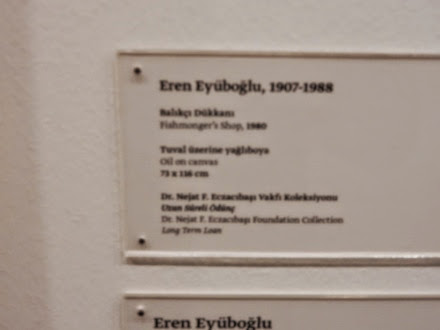 Eren Eyüboğlu, 1907-1988
Balıkçı Dükkanı
Fishmonger's Shop, 1980
Tuval üzerine yağlıboya
Oil on canvas
73 x 116 cm
Dr. Nejat F. Eczacıbaşı Vakfı Koleksiyonu
Uzun Süreli Ödünç
Dr. Nejat F. Eczacıbaşı Foundation Collection
Long Term Loan
Eren Eyüboğlu